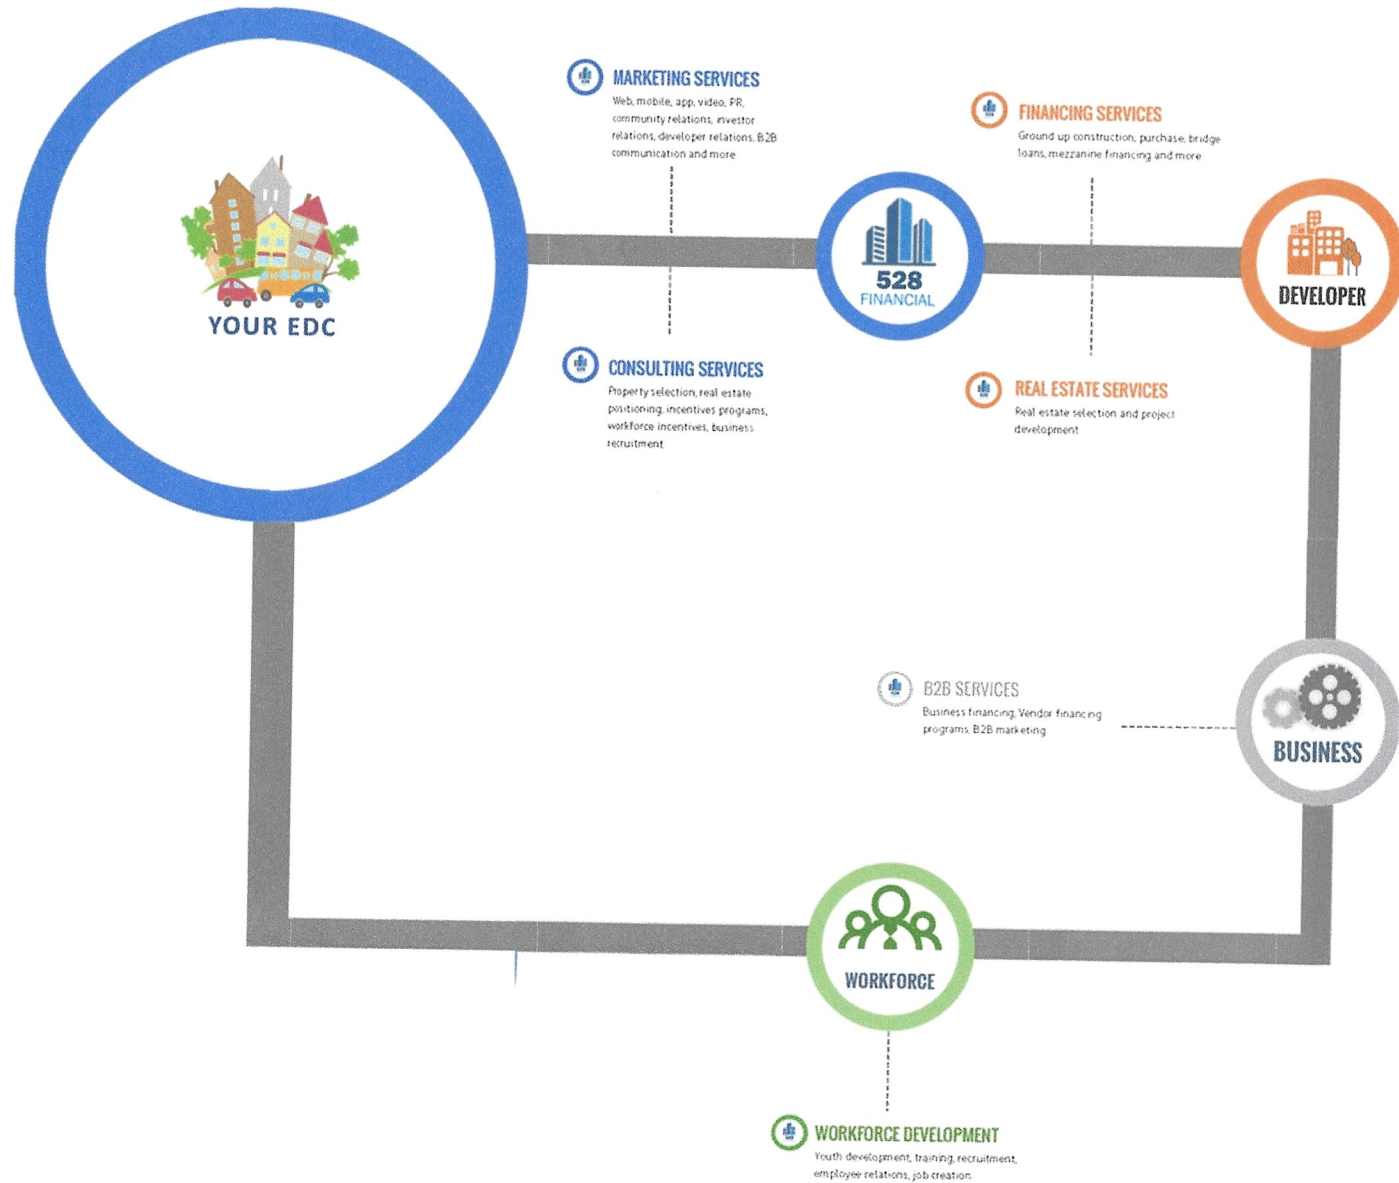 YOUR EDC
MARKETING SERVICES
Web, mobile, app, video, PR,
community relations, investor
relations, developer relations, B2B
communication and more
CONSULTING SERVICES
Property selection, real estate
positioning, incentives programs,
workforce incentives, business
recruitment
528
FINANCIAL
FINANCING SERVICES
Ground up construction, purchase, bridge
loans, mezzanine financing and more
REAL ESTATE SERVICES
Real estate selection and project
development
DEVELOPER
B2B SERVICES
Business financing, Vendor financing
programs, B2B marketing
BUSINESS
WORKFORCE
WORKFORCE DEVELOPMENT
Youth development, training, recruitment,
employee relations, job creation